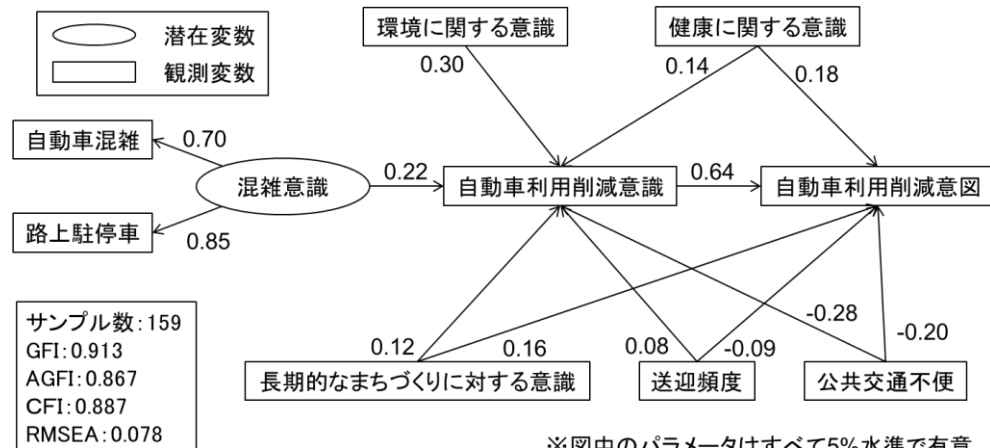 潜在変数
観測変数
環境に関する意識
健康に関する意識
0.30
0.14
0.18
自動車混雑
0.70
混雑意識
0.22
自動車利用削減意識
0.64
自動車利用削減意図
路上駐停車
0.85
サンプル数:159
GFI:0.913
AGFI:0.867
CFI:0.887
RMSEA:0.078
0.12
0.16
0.08
-0.09
-0.28
-0.20
長期的なまちづくりに対する意識
送迎頻度
公共交通不便
※図中のパラメータはすべて5%水準で有意